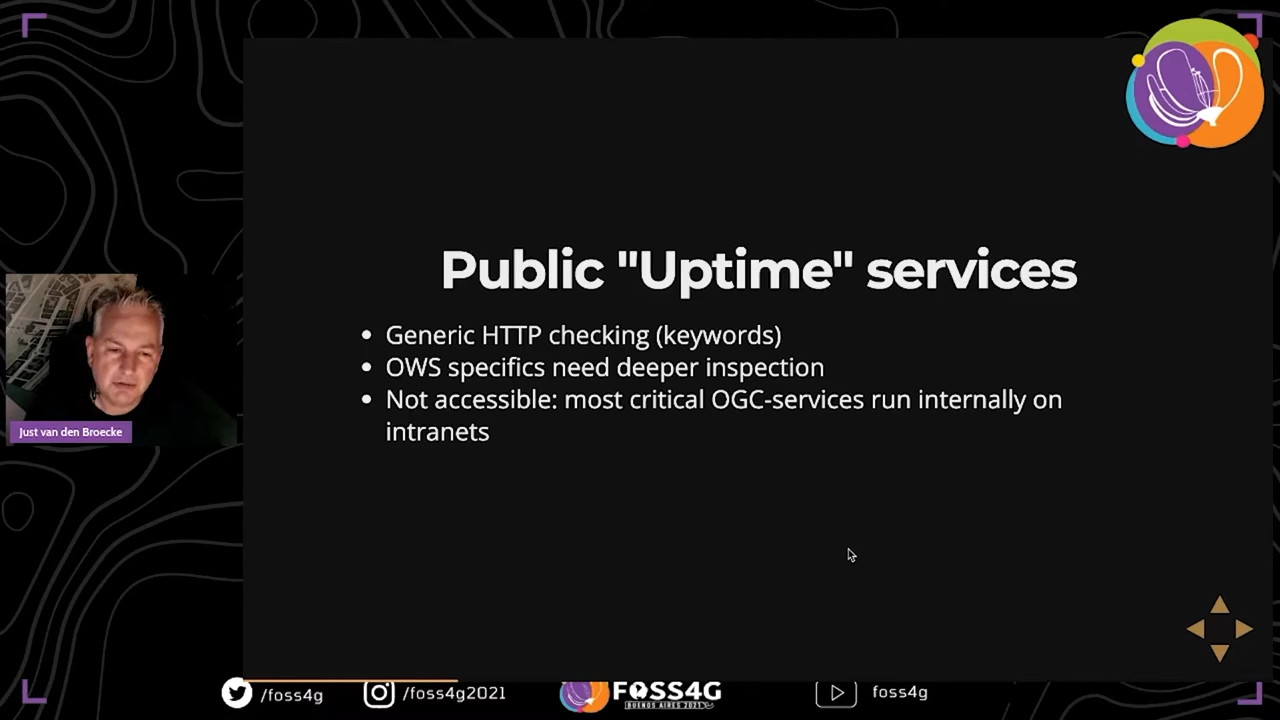 Public "Uptime" services
Generic HTTP checking (keywords)
OWS specifics need deeper inspection
Not accessible: most critical OGC-services run internally on
intranets
Just van den Broecke
/foss4g
/foss4g2021
FOSS4G
BUENOS AIRES 2021
foss4g